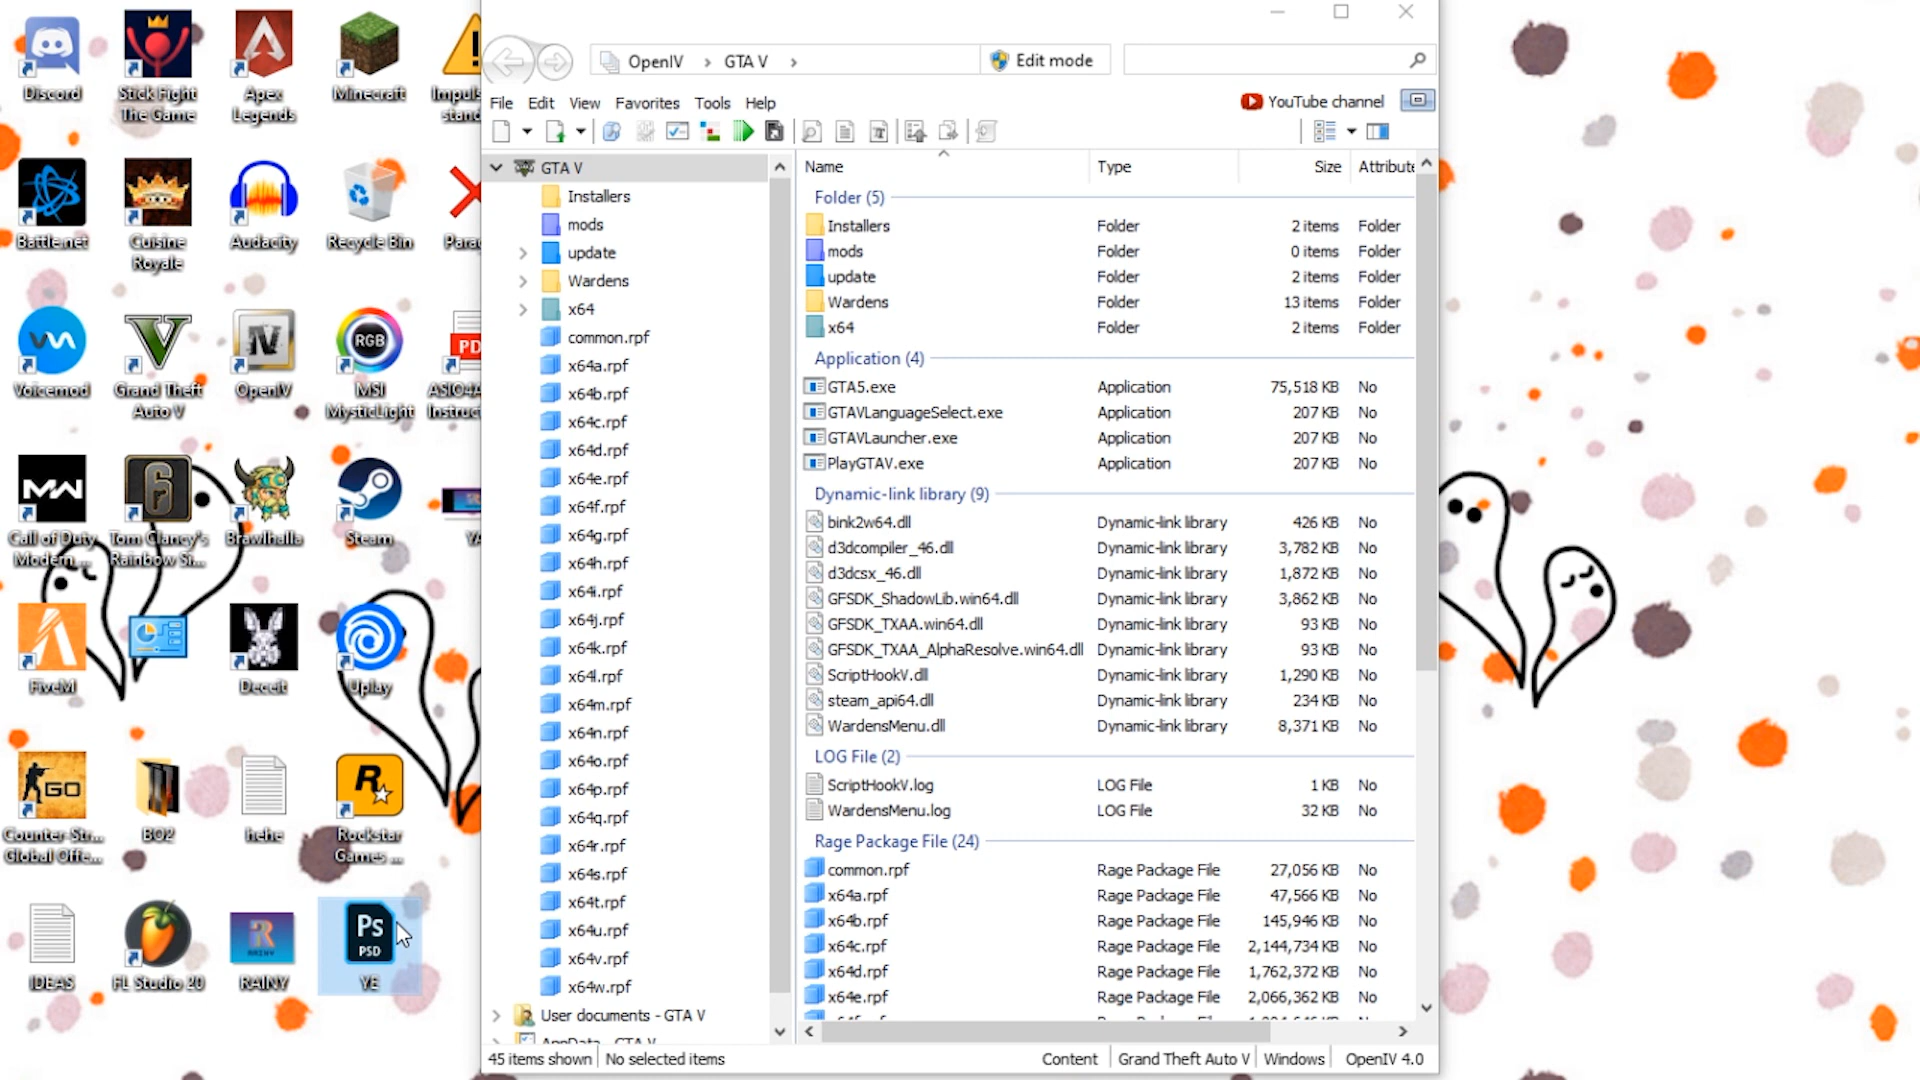 Discord
Stick Fight
The Game
Apex
Legends
Minecraft
Impuls
stand
Battle.net
Cuisine
Royale
Audacity
Recycle Bin
Para
Voicemod
Grand Theft
Auto V
OpenIV
RGB
MSI
MysticLight
PD
ASIO4A
Instruc
MW
6
Call of Duty
Modern ...
Tom Clancy's
Rainbow Si...
Brawlhalla
Steam
FiveM
Deceit
Uplay
GO
Counter-Str...
Global Offe...
BO2
hehe
R
Rockstar
Games ...
IDEAS
FL Studio 20
R
RAINY
RAINY
Ps
PSD
YE
OpenIV
GTA V
Edit mode
File Edit View Favorites Tools Help
YouTube channel
GTA V
Installers
mods
update
Wardens
x64
common.rpf
x64a.rpf
x64b.rpf
x64c.rpf
x64d.rpf
x64e.rpf
x64f.rpf
x64g.rpf
x64h.rpf
x64i.rpf
x64j.rpf
x64k.rpf
x64l.rpf
x64m.rpf
x64n.rpf
x64o.rpf
x64p.rpf
x64q.rpf
x64r.rpf
x64s.rpf
x64t.rpf
x64u.rpf
x64v.rpf
x64w.rpf
User documents - GTA V
AppData - GTA V
Name Type Size Attribute
Folder (5)
Installers Folder 2 items Folder
mods Folder 0 items Folder
update Folder 2 items Folder
Wardens Folder 13 items Folder
x64 Folder 2 items Folder
Application (4)
GTA5.exe Application 75,518 KB No
GTAVLanguageSelect.exe Application 207 KB No
GTAVLauncher.exe Application 207 KB No
PlayGTAV.exe Application 207 KB No
Dynamic-link library (9)
bink2w64.dll Dynamic-link library 426 KB No
d3dcompiler_46.dll Dynamic-link library 3,782 KB No
d3dcsx_46.dll Dynamic-link library 1,872 KB No
GFSDK_ShadowLib.win64.dll Dynamic-link library 3,862 KB No
GFSDK_TXAA.win64.dll Dynamic-link library 93 KB No
GFSDK_TXAA_AlphaResolve.win64.dll Dynamic-link library 93 KB No
ScriptHookV.dll Dynamic-link library 1,290 KB No
steam_api64.dll Dynamic-link library 234 KB No
WardensMenu.dll Dynamic-link library 8,371 KB No
LOG File (2)
ScriptHookV.log LOG File 1 KB No
WardensMenu.log LOG File 32 KB No
Rage Package File (24)
common.rpf Rage Package File 27,056 KB No
x64a.rpf Rage Package File 47,566 KB No
x64b.rpf Rage Package File 145,946 KB No
x64c.rpf Rage Package File 2,144,734 KB No
x64d.rpf Rage Package File 1,762,372 KB No
x64e.rpf Rage Package File 2,066,362 KB No
45 items shown No selected items Content Grand Theft Auto V Windows OpenIV 4.0